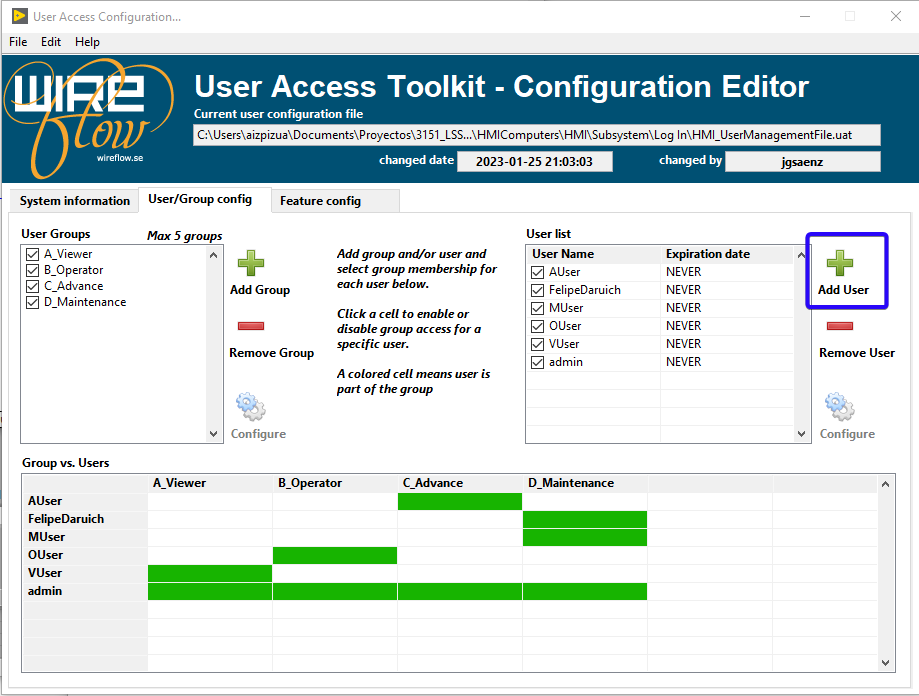 User Access Configuration...
File Edit Help
WIRE
flow
wireflow.se
User Access Toolkit - Configuration Editor
Current user configuration file
C:\Users\aizpizua\Documents\Proyectos\3151_LSS...\HMIComputers\HMI\Subsystem\Log In\HMI_UserManagementFile.uat
changed date 2023-01-25 21:03:03 changed by jgsaenz
System information User/Group config Feature config
User Groups Max 5 groups
A_Viewer
B_Operator
C_Advance
D_Maintenance
Add Group
Remove Group
Configure
Add group and/or user and
select group membership for
each user below.
Click a cell to enable or
disable group access for a
specific user.
A colored cell means user is
part of the group
User list
User Name Expiration date
AUser NEVER
FelipeDaruich NEVER
MUser NEVER
OUser NEVER
VUser NEVER
admin NEVER
Add User
Remove User
Configure
Group vs. Users
A_Viewer B_Operator C_Advance D_Maintenance
AUser
FelipeDaruich
MUser
OUser
VUser
admin